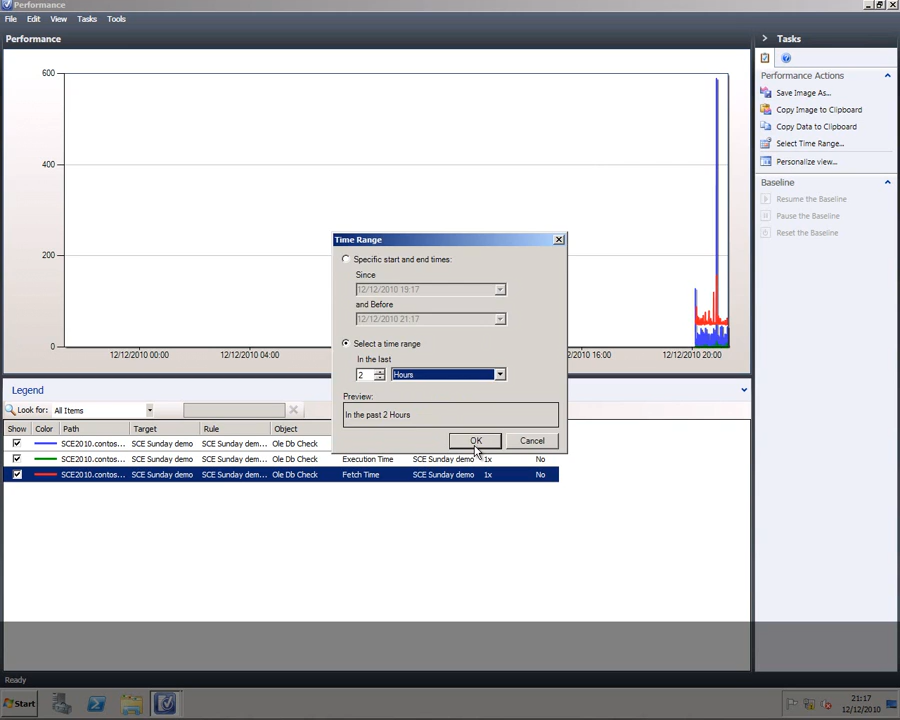 Performance
File Edit View Tasks Tools
Performance
Tasks
Performance Actions
Save Image As...
Copy Image to Clipboard
Copy Data to Clipboard
Select Time Range...
Personalize view...
Baseline
Resume the Baseline
Pause the Baseline
Reset the Baseline
600
400
200
0
12/12/2010 00:00 12/12/2010 04:00 16:00 12/12/2010 20:00
Time Range
Specific start and end times:
Since
12/12/2010 19:17
and Before
12/12/2010 21:17
Select a time range
In the last
2 Hours
Preview:
In the past 2 Hours
OK Cancel
Legend
Look for: All Items
Show Color Path Target Rule Object
SCE2010.contos... SCE Sunday demo SCE Sunday d... Ole Db Check
SCE2010.contos... SCE Sunday demo SCE Sunday d... Ole Db Check Execution Time SCE Sunday demo 1x No
SCE2010.contos... SCE Sunday demo SCE Sunday d... Ole Db Check Fetch Time SCE Sunday demo 1x No
Ready
Start
21:17
12/12/2010